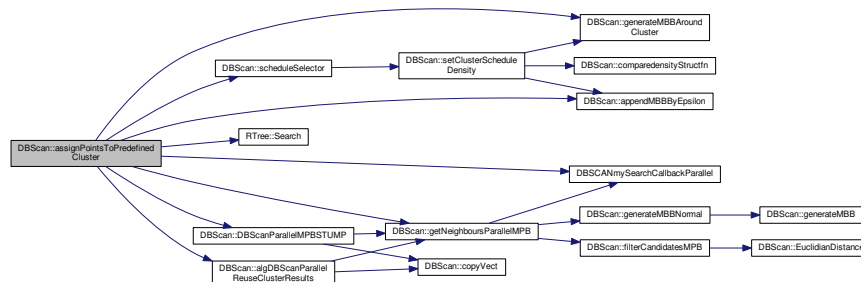 DBScan::generateMBBAround
Cluster
DBScan::scheduleSelector
DBScan::setClusterSchedule
Density
DBScan::comparedensityStructfn
DBScan::appendMBBByEpsilon
RTree::Search
DBScan::assignPointsToPredefined
Cluster
DBSCANmySearchCallbackParallel
DBScan::DBScanParallelMPBSTUMP
DBScan::getNeighboursParallelMPB
DBScan::generateMBBNormal
DBScan::generateMBB
DBScan::filterCandidatesMPB
DBScan::EuclidianDistance
DBScan::algDBScanParallel
ReuseClusterResults
DBScan::copyVect